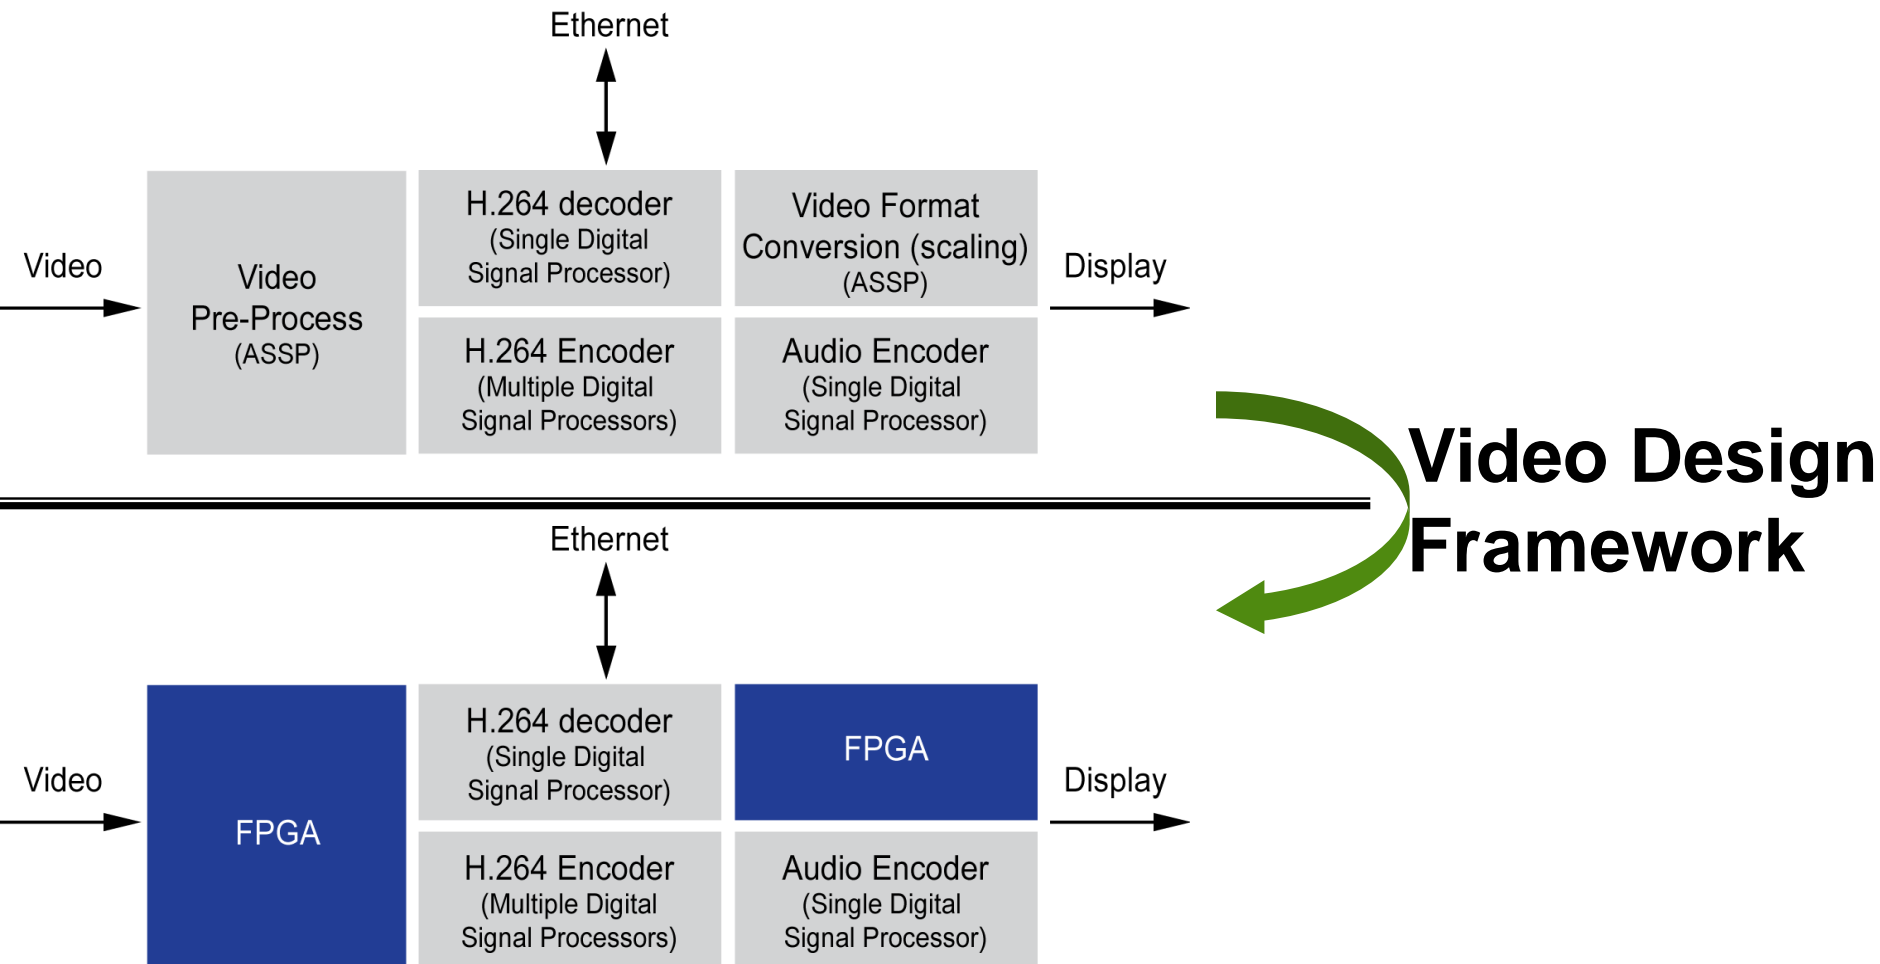 Ethernet
Video
Video
Pre-Process
(ASSP)
H.264 decoder
(Single Digital
Signal Processor)
H.264 Encoder
(Multiple Digital
Signal Processors)
Video Format
Conversion (scaling)
(ASSP)
Audio Encoder
(Single Digital
Signal Processor)
Display
Video Design
Framework
Ethernet
Video
FPGA
H.264 decoder
(Single Digital
Signal Processor)
H.264 Encoder
(Multiple Digital
Signal Processors)
FPGA
Audio Encoder
(Single Digital
Signal Processor)
Display